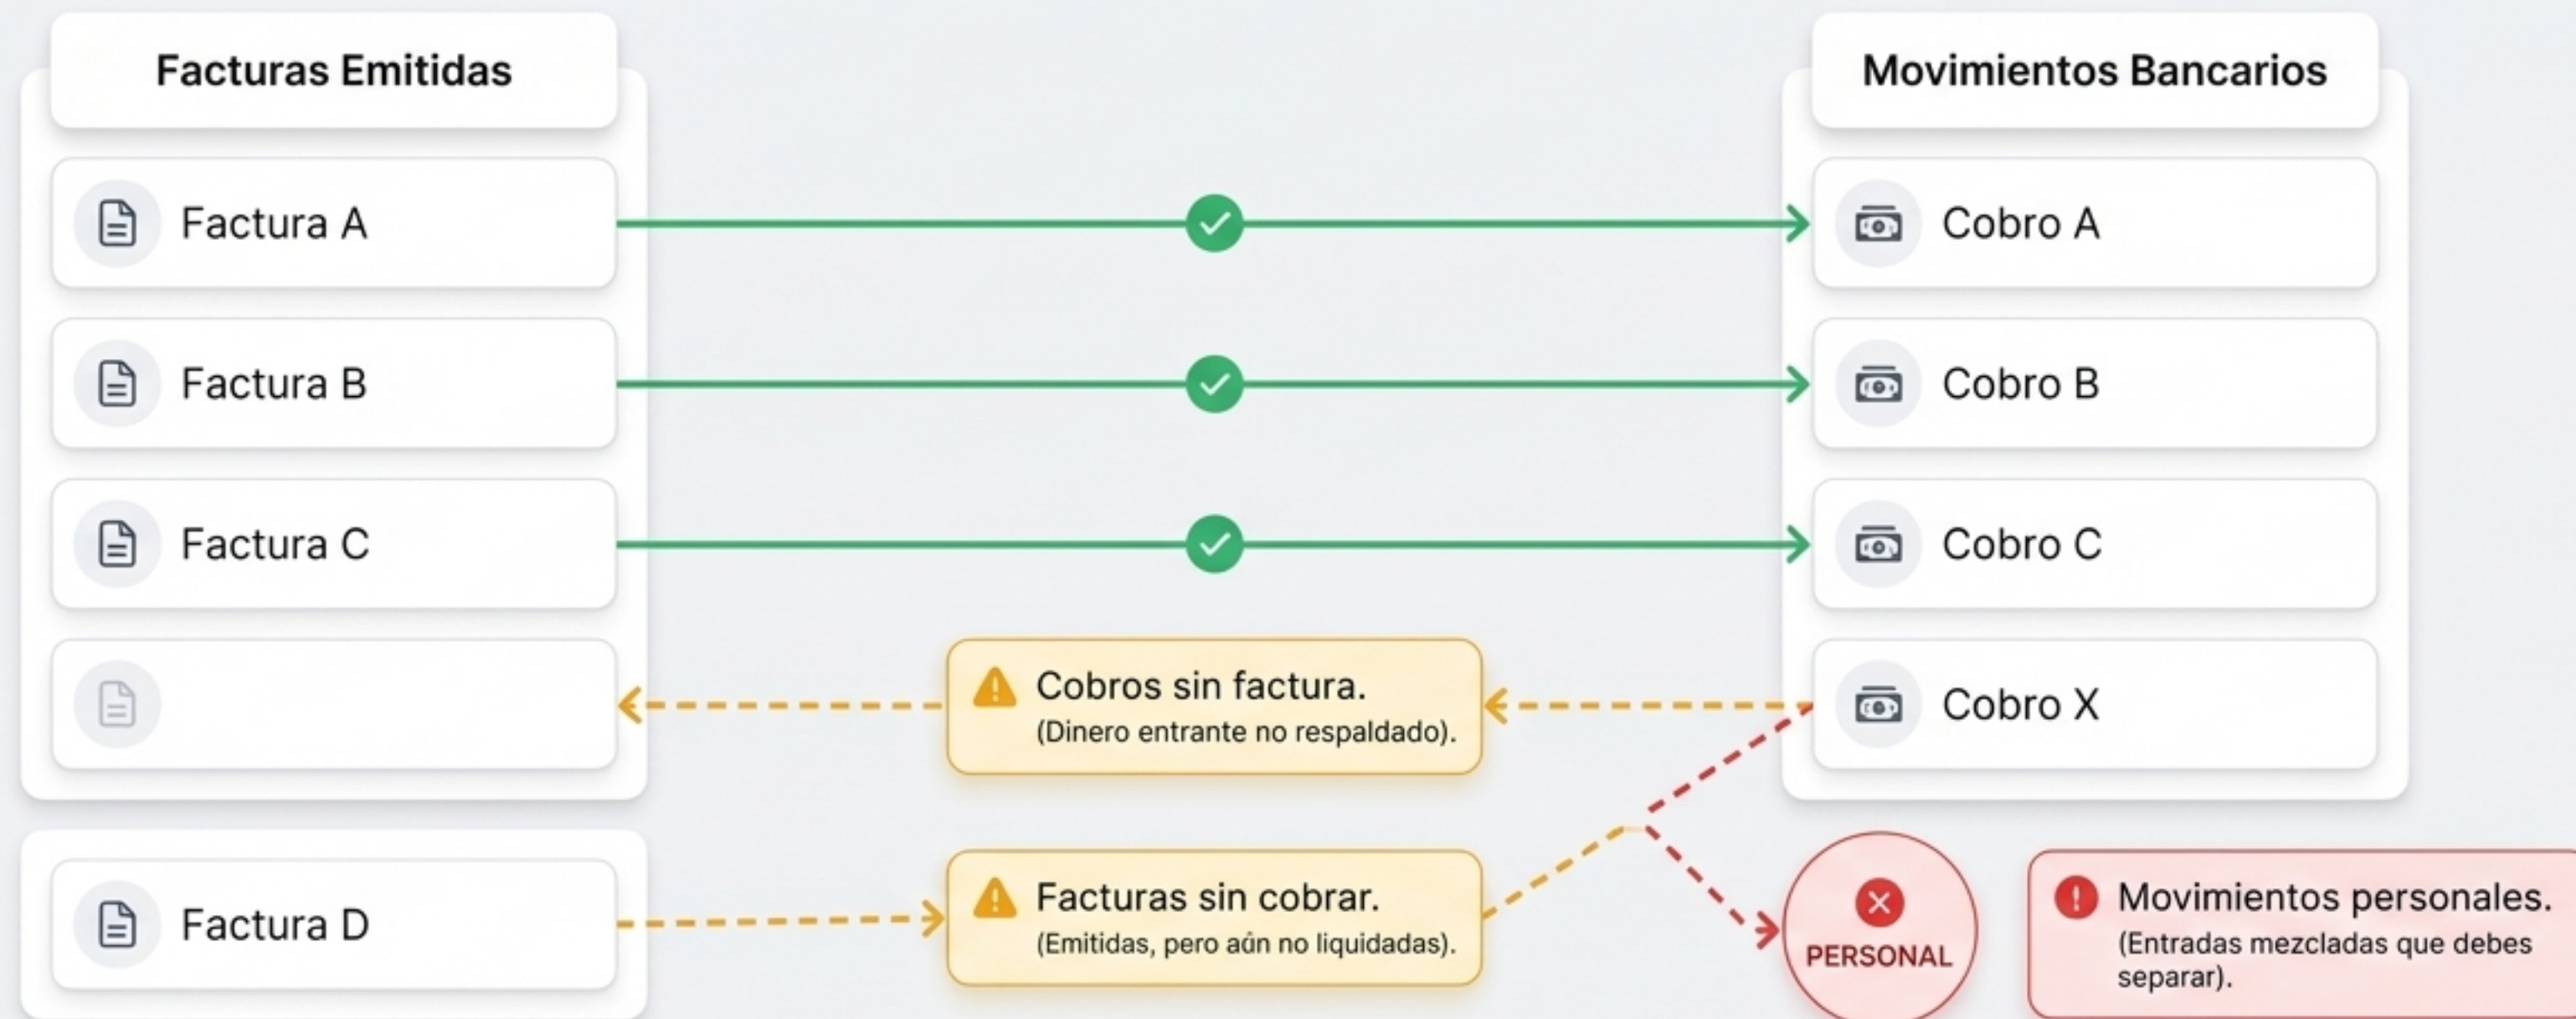 Facturas Emitidas
Movimientos Bancarios
Factura A
Cobro A
Factura B
Cobro B
Factura C
Cobro C
Cobros sin factura.
(Dinero entrante no respaldado).
Cobro X
Factura D
Facturas sin cobrar.
(Emitidas, pero aún no liquidadas).
PERSONAL
Movimientos personales.
(Entradas mezcladas que debes
separar).